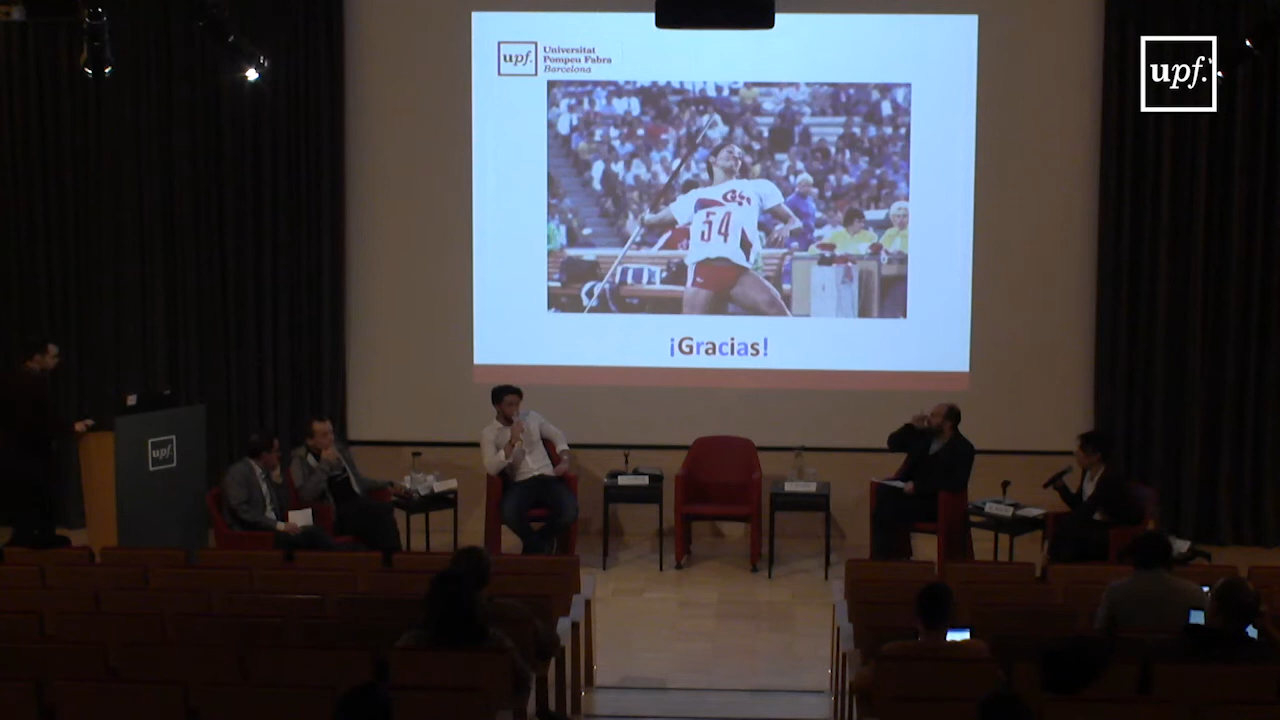 upf.
Universitat
Pompeu Fabra
Barcelona
54
¡Gracias!
upf.
upf.